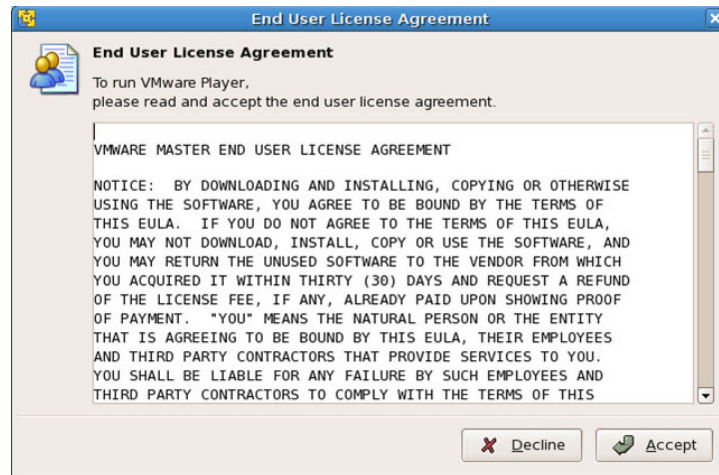 End User License Agreement
End User License Agreement
To run VMware Player,
please read and accept the end user license agreement.
VMWARE MASTER END USER LICENSE AGREEMENT
NOTICE:  BY DOWNLOADING AND INSTALLING, COPYING OR OTHERWISE
USING THE SOFTWARE, YOU AGREE TO BE BOUND BY THE TERMS OF
THIS EULA.  IF YOU DO NOT AGREE TO THE TERMS OF THIS EULA,
YOU MAY NOT DOWNLOAD, INSTALL, COPY OR USE THE SOFTWARE, AND
YOU MAY RETURN THE UNUSED SOFTWARE TO THE VENDOR FROM WHICH
YOU ACQUIRED IT WITHIN THIRTY (30) DAYS AND REQUEST A REFUND
OF THE LICENSE FEE, IF ANY, ALREADY PAID UPON SHOWING PROOF
OF PAYMENT.  "YOU" MEANS THE NATURAL PERSON OR THE ENTITY
THAT IS AGREEING TO BE BOUND BY THIS EULA, THEIR EMPLOYEES
AND THIRD PARTY CONTRACTORS THAT PROVIDE SERVICES TO YOU.
YOU SHALL BE LIABLE FOR ANY FAILURE BY SUCH EMPLOYEES AND
THIRD PARTY CONTRACTORS TO COMPLY WITH THE TERMS OF THIS
Decline
Accept